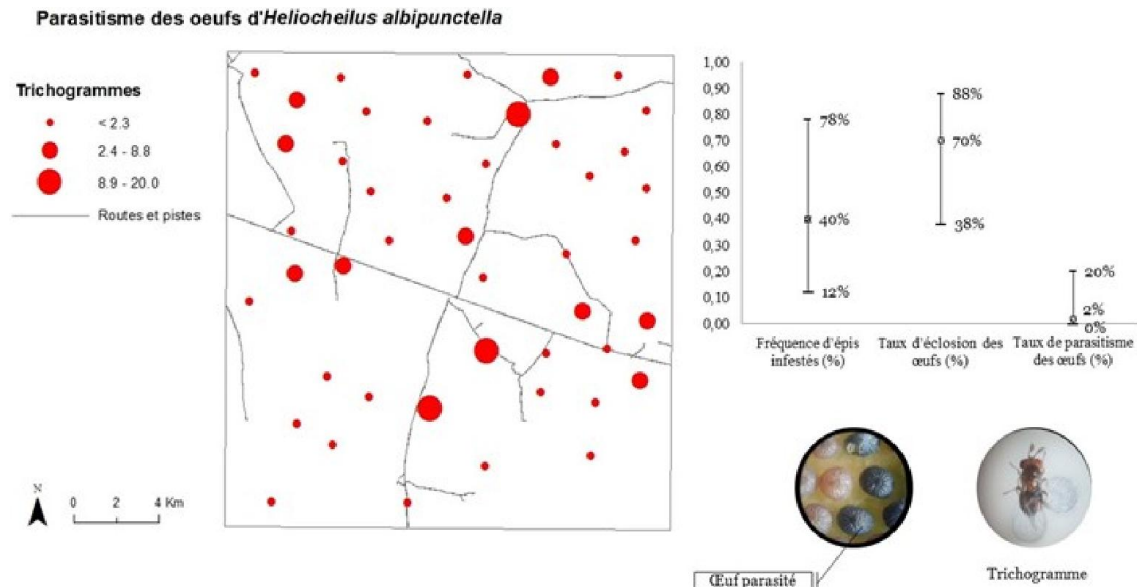 Parasitisme des oeufs d'Heliocheilus albipunctella
Trichogrammes
< 2.3
2.4 - 8.8
8.9 - 20.0
Routes et pistes
N
0 2 4 Km
1,00
0,90
0,80
0,70
0,60
0,50
0,40
0,30
0,20
0,10
0,00
78%
40%
12%
88%
70%
38%
20%
2%
0%
Fréquence d'épis
infestés (%)
Taux d'éclosion des
œufs (%)
Taux de parasitisme
des œufs (%)
Œuf parasité
Trichogramme